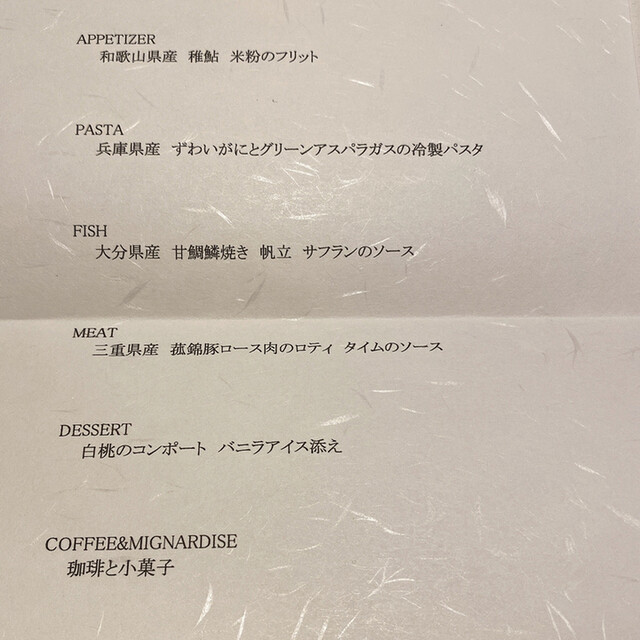 APPETIZER
和歌山県産 稚鮎 米粉のフリット
PASTA
兵庫県産 ずわいがにとグリーンアスパラガスの冷製パスタ
FISH
大分県産 甘鯛鱗焼き 帆立 サフランのソース
MEAT
三重県産 菰錦豚ロース肉のロティ タイムのソース
DESSERT
白桃のコンポート バニラアイス添え
COFFEE&MIGNARDISE
珈琲と小菓子